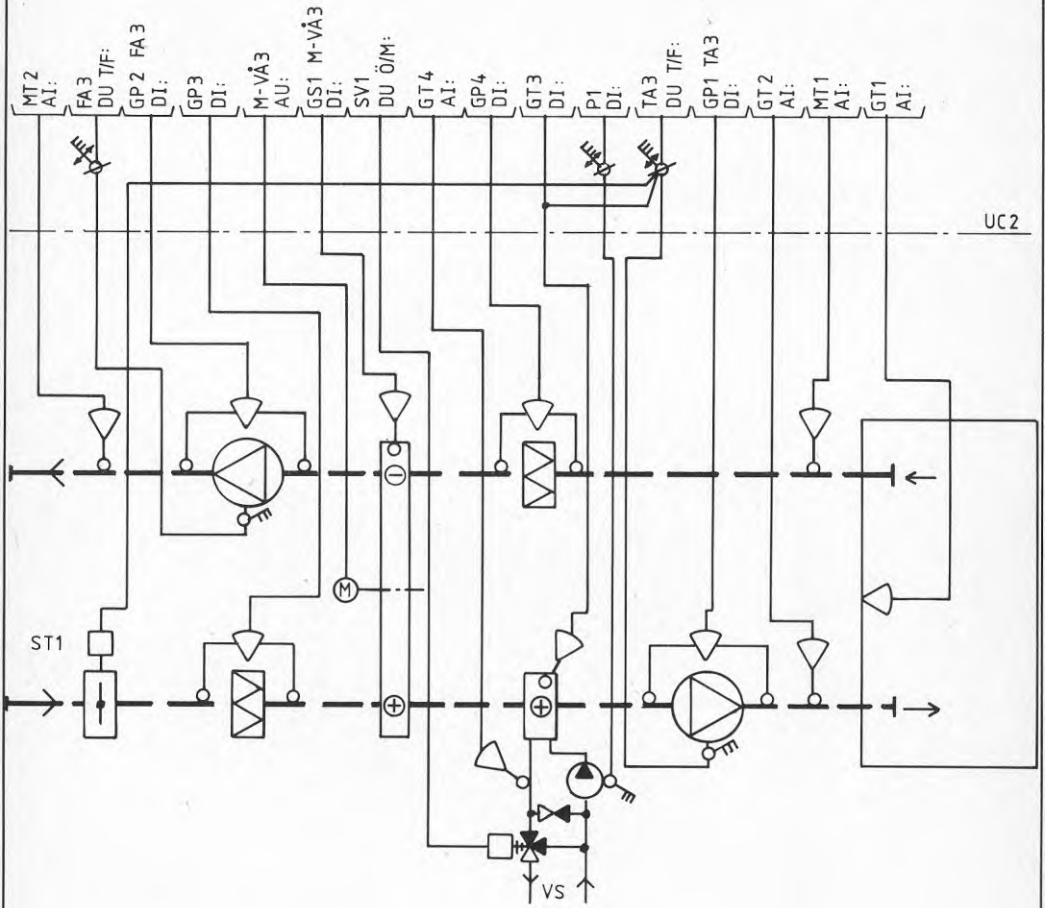 MT2
AI:
FA3
DU T/F:
GP2 FA3
DI:
GP3
DI:
M-VÅ3
AU:
GS1 M-VÅ3
DI:
SV1
DU Ö/M:
GT4
AI:
GP4
DI:
GT3
DI:
P1
DI:
TA3
DU T/F:
GP1 TA3
DI:
GT2
AI:
MT1
AI:
GT1
AI:
UC2
M
ST1
VS